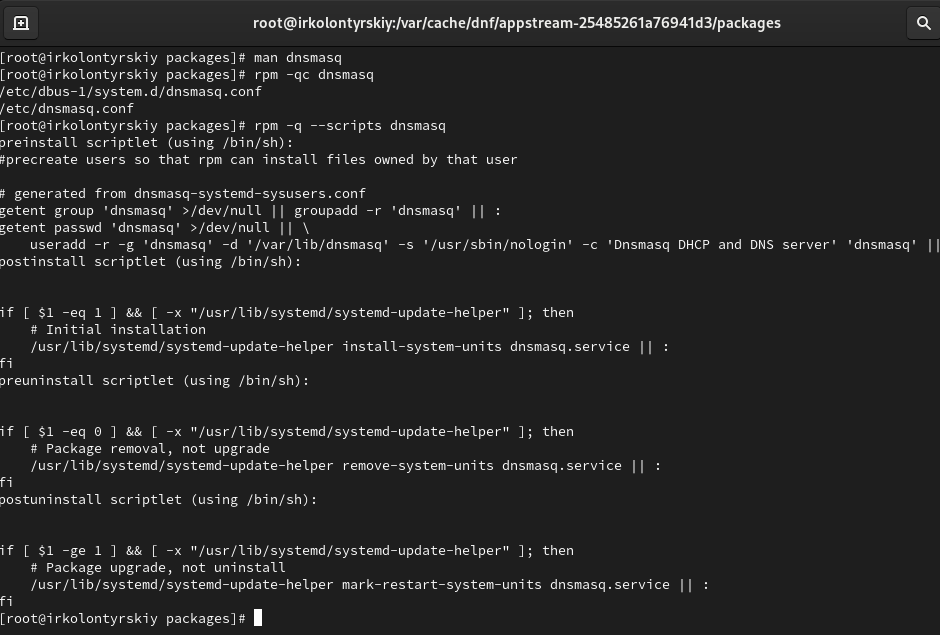 root@irkolontyrskiy:/var/cache/dnf/appstream-25485261a76941d3/packages
[root@irkolontyrskiy packages]# man dnsmasq
[root@irkolontyrskiy packages]# rpm -qc dnsmasq
/etc/dbus-1/system.d/dnsmasq.conf
/etc/dnsmasq.conf
[root@irkolontyrskiy packages]# rpm -q --scripts dnsmasq
preinstall scriptlet (using /bin/sh):
#precreate users so that rpm can install files owned by that user

# generated from dnsmasq-systemd-sysusers.conf
getent group 'dnsmasq' >/dev/null || groupadd -r 'dnsmasq' || :
getent passwd 'dnsmasq' >/dev/null || \
    useradd -r -g 'dnsmasq' -d '/var/lib/dnsmasq' -s '/usr/sbin/nologin' -c 'Dnsmasq DHCP and DNS server' 'dnsmasq' ||
postinstall scriptlet (using /bin/sh):


if [ $1 -eq 1 ] && [ -x "/usr/lib/systemd/systemd-update-helper" ]; then
    # Initial installation
    /usr/lib/systemd/systemd-update-helper install-system-units dnsmasq.service || :
fi
preuninstall scriptlet (using /bin/sh):


if [ $1 -eq 0 ] && [ -x "/usr/lib/systemd/systemd-update-helper" ]; then
    # Package removal, not upgrade
    /usr/lib/systemd/systemd-update-helper remove-system-units dnsmasq.service || :
fi
postuninstall scriptlet (using /bin/sh):


if [ $1 -ge 1 ] && [ -x "/usr/lib/systemd/systemd-update-helper" ]; then
    # Package upgrade, not uninstall
    /usr/lib/systemd/systemd-update-helper mark-restart-system-units dnsmasq.service || :
fi
[root@irkolontyrskiy packages]#